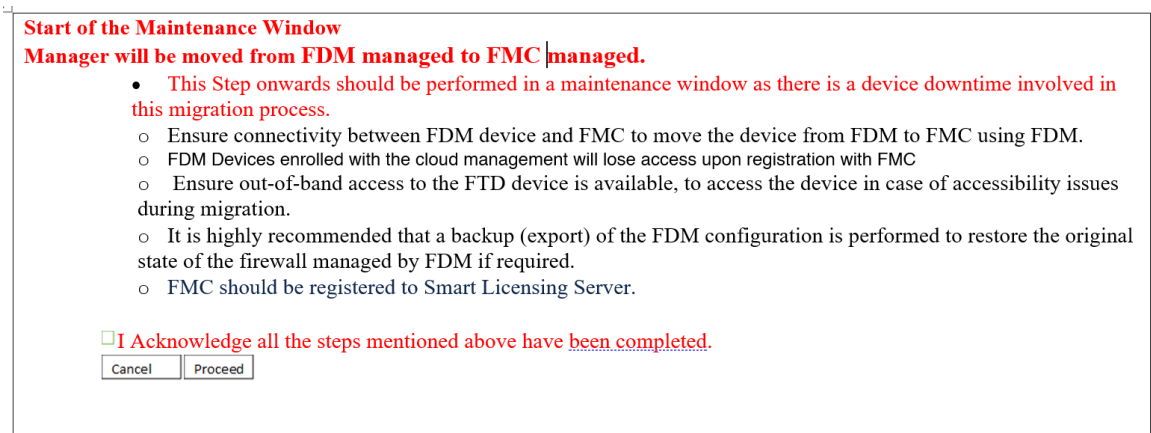 Start of the Maintenance Window
Manager will be moved from FDM managed to FMC managed.
• This Step onwards should be performed in a maintenance window as there is a device downtime involved in
this migration process.
o Ensure connectivity between FDM device and FMC to move the device from FDM to FMC using FDM.
o FDM Devices enrolled with the cloud management will lose access upon registration with FMC
o Ensure out-of-band access to the FTD device is available, to access the device in case of accessibility issues
during migration.
o It is highly recommended that a backup (export) of the FDM configuration is performed to restore the original
state of the firewall managed by FDM if required.
o FMC should be registered to Smart Licensing Server.
I Acknowledge all the steps mentioned above have been completed.
Cancel Proceed